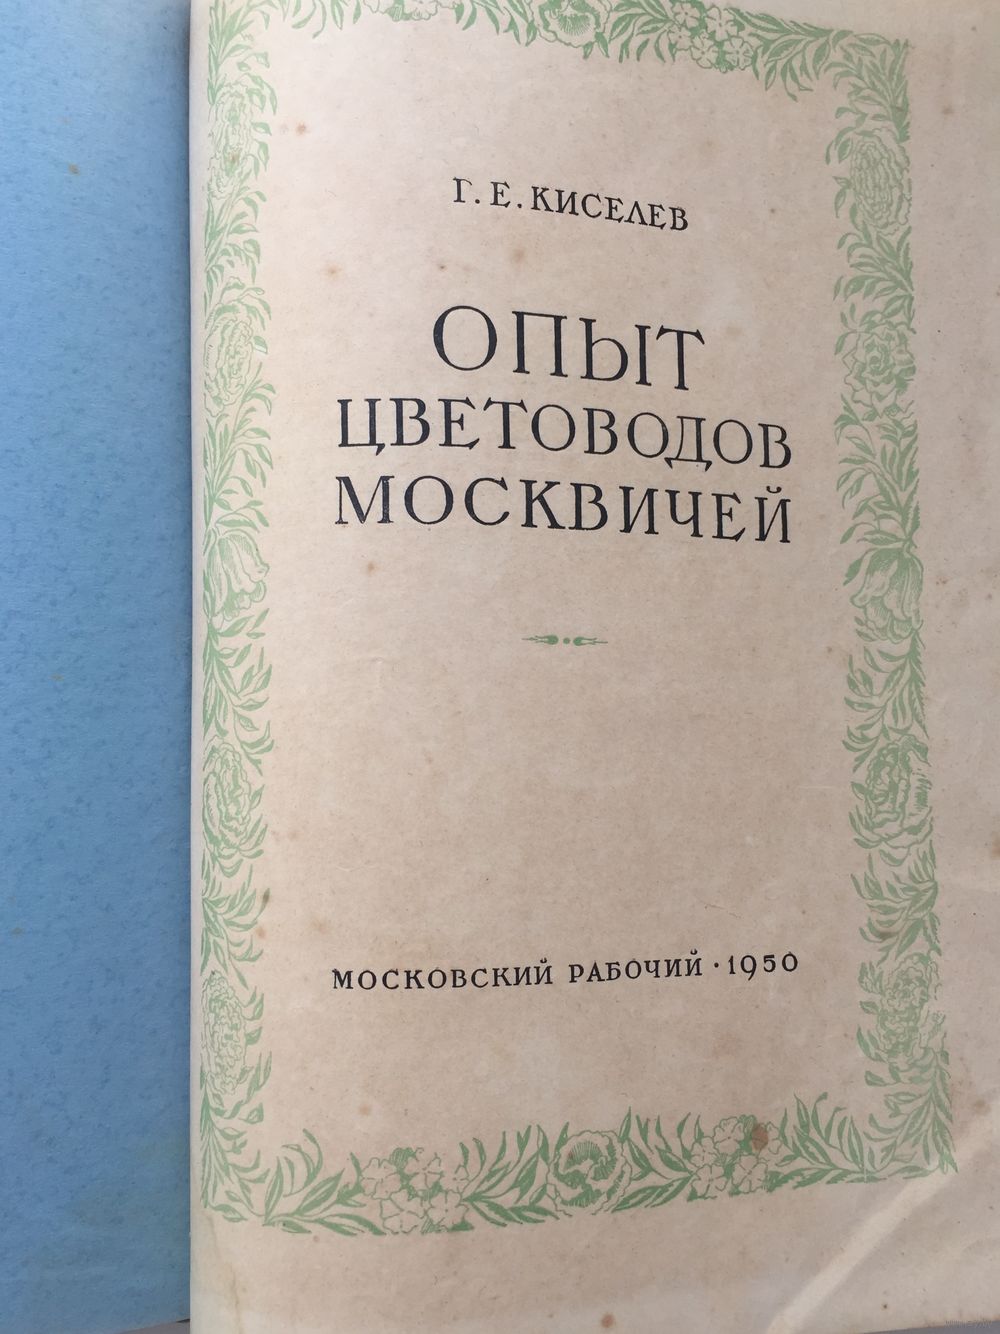 Г. Е. КИСЕЛЕВ
ОПЫТ
ЦВЕТОВОДОВ
МОСКВИЧЕЙ
МОСКОВСКИЙ РАБОЧИЙ · 1950